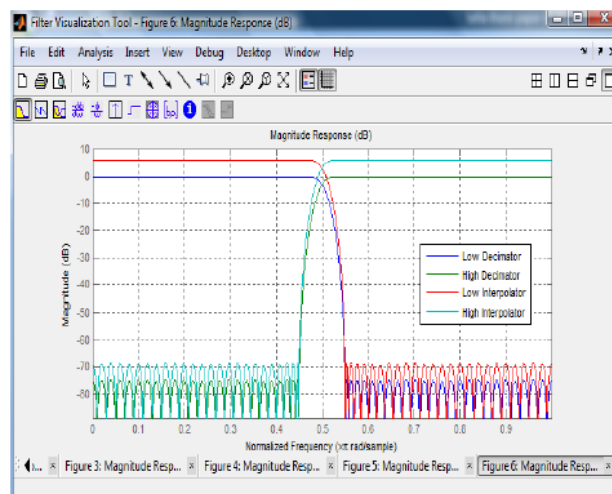 Filter Visualization Tool - Figure 6: Magnitude Response (dB)
File Edit Analysis Insert View Debug Desktop Window Help
Magnitude Response (dB)
10
0
-10
-20
-30
-40
-50
-60
-70
-80
Magnitude (dB)
Low Decimator
High Decimator
Low Interpolator
High Interpolator
0 0.1 0.2 0.3 0.4 0.5 0.6 0.7 0.8 0.9
Normalized Frequency (×π rad/sample)
Figure 3: Magnitude Resp... Figure 4: Magnitude Resp... Figure 5: Magnitude Resp... Figure 6: Magnitude Resp...